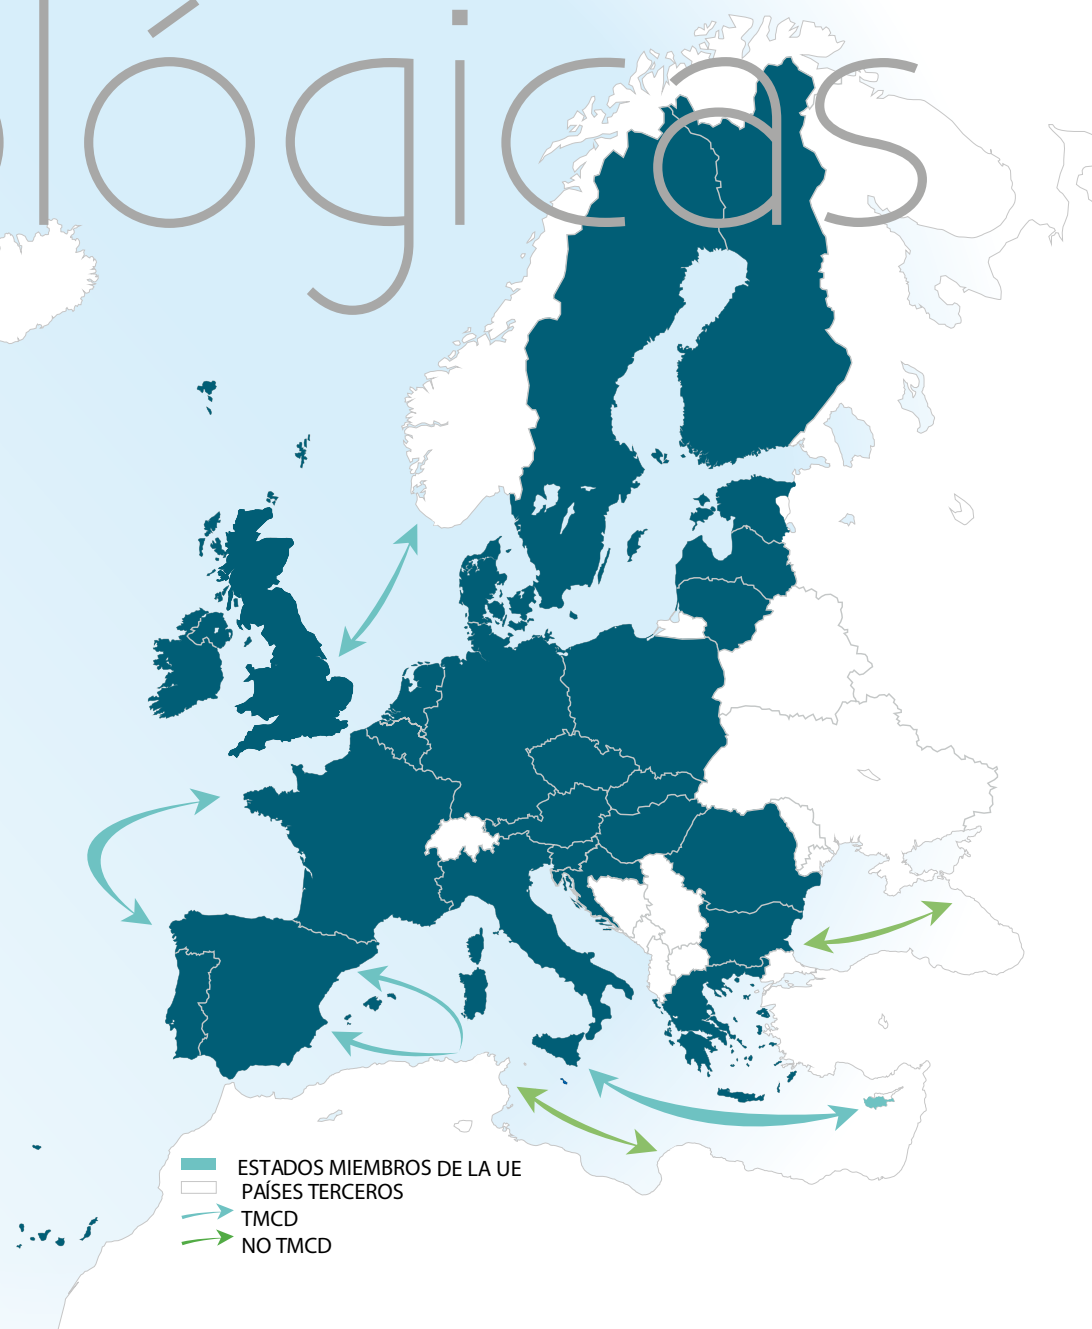 lógicas
ESTADOS MIEMBROS DE LA UE
PAÍSES TERCEROS
TMCD
NO TMCD